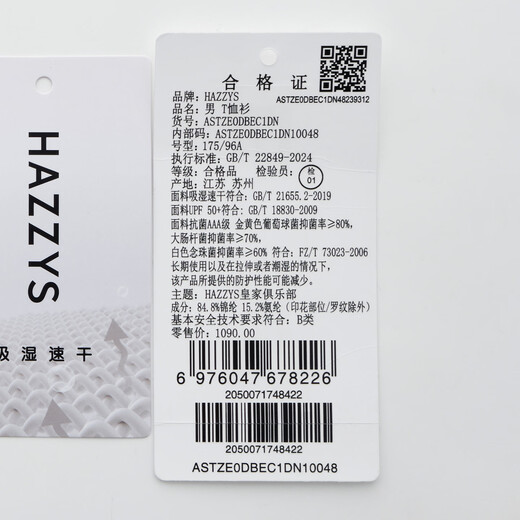 HAZZYS
吸湿速干
合格证
ASTZE0DBEC1DN48239312
品牌: HAZZYS
品名: 男 T恤衫
货号: ASTZE0DBEC1DN
内部码: ASTZE0DBEC1DN10048
号型: 175/96A
执行标准: GB/T 22849-2024
等级: 合格品 检验员: 检 01
产地: 江苏 苏州
面料吸湿速干符合: GB/T 21655.2-2019
面料UPF 50+符合: GB/T 18830-2009
面料抗菌AAA级 金黄色葡萄球菌抑菌率≥80%,
大肠杆菌抑菌率≥70%,
白色念珠菌抑菌率≥60% 符合: FZ/T 73023-2006
长期使用以及在拉伸或者潮湿的情况下,
该产品所提供的防护性能可能减少。
主题: HAZZYS皇家俱乐部
成分: 84.8%锦纶 15.2%氨纶 (印花部位/罗纹除外)
基本安全技术要求符合: B类
零售价: 1090.00
6 976047 678226
2050071748422
2050071748422
ASTZE0DBEC1DN10048